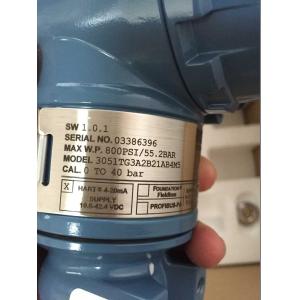 SW 1.0.1
SERIAL NO. 03386396
MAX W.P. 800PSI/55.2BAR
MODEL 3051TG3A2B21AB4M5
CAL. 0 TO 40 bar
X HART® 4-20mA
FOUNDATION™
Fieldbus
SUPPLY
10.5-42.4 VDC
PROFIBUS-PA